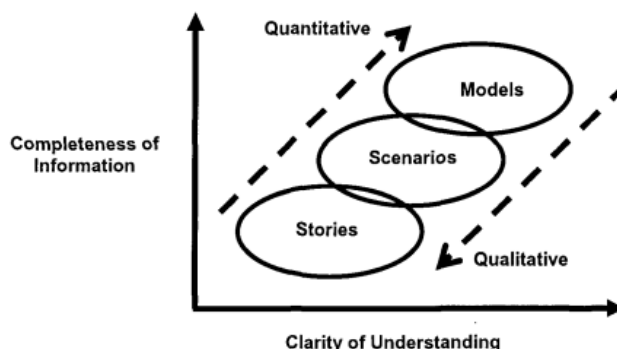 Quantitative
Models
Completeness of
Information
Scenarios
Stories
Qualitative
Clarity of Understanding